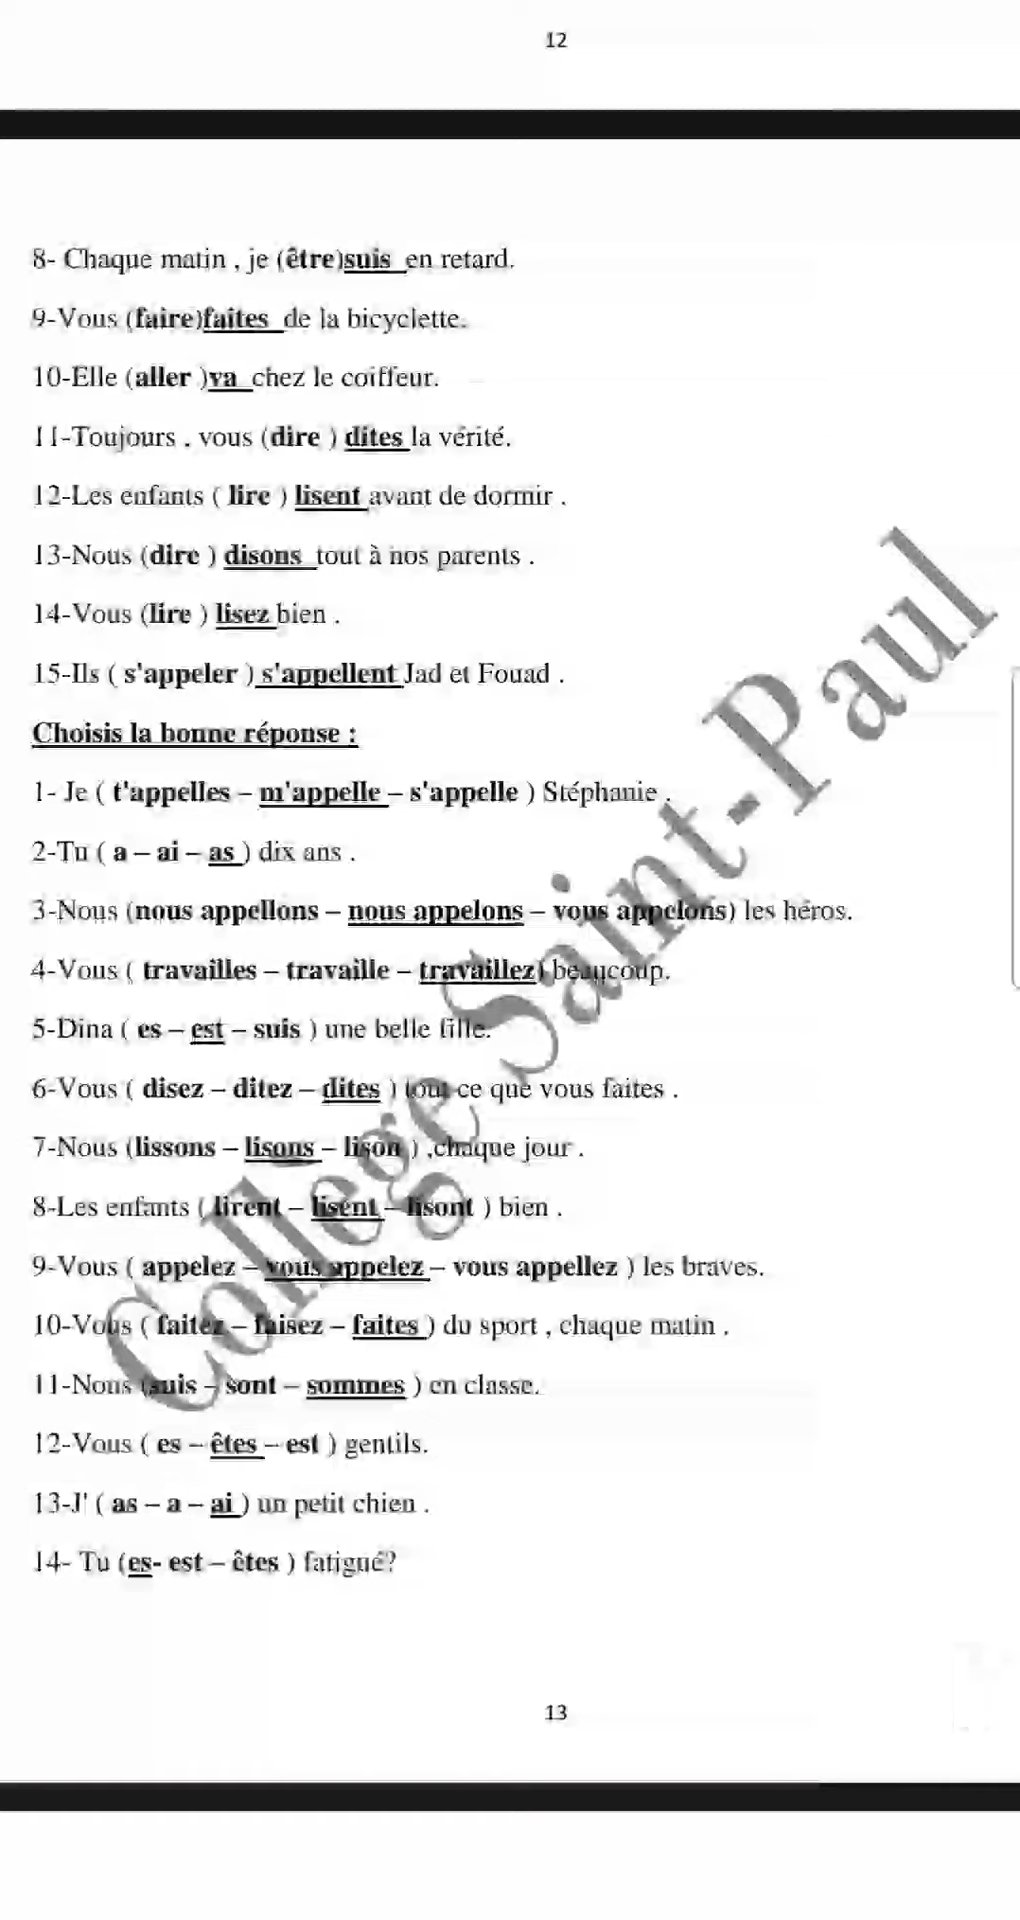 12
8- Chaque matin , je (être)suis en retard.
9-Vous (faire)faites de la bicyclette.
10-Elle (aller )va chez le coiffeur.
11-Toujours , vous (dire ) dites la vérité.
12-Les enfants ( lire ) lisent avant de dormir .
13-Nous (dire ) disons tout à nos parents .
14-Vous (lire ) lisez bien .
15-Ils ( s'appeler ) s'appellent Jad et Fouad .
Choisis la bonne réponse :
1- Je ( t'appelles – m'appelle – s'appelle ) Stéphanie .
2-Tu ( a – ai – as ) dix ans .
3-Nous (nous appellons – nous appelons – vous appelons) les héros.
4-Vous ( travailles – travaille – travaillez) beaucoup.
5-Dina ( es – est – suis ) une belle fille.
6-Vous ( disez – ditez – dites ) tout ce que vous faites .
7-Nous (lissons – lisons – lison ) ,chaque jour .
8-Les enfants ( lirent – lisent – lisont ) bien .
9-Vous ( appelez – vous appelez – vous appellez ) les braves.
10-Vous ( faitez – faisez – faites ) du sport , chaque matin .
11-Nous (suis – sont – sommes ) en classe.
12-Vous ( es – êtes – est ) gentils.
13-J' ( as – a – ai ) un petit chien .
14- Tu (es- est – êtes ) fatigué?
Collège Saint-Paul
13